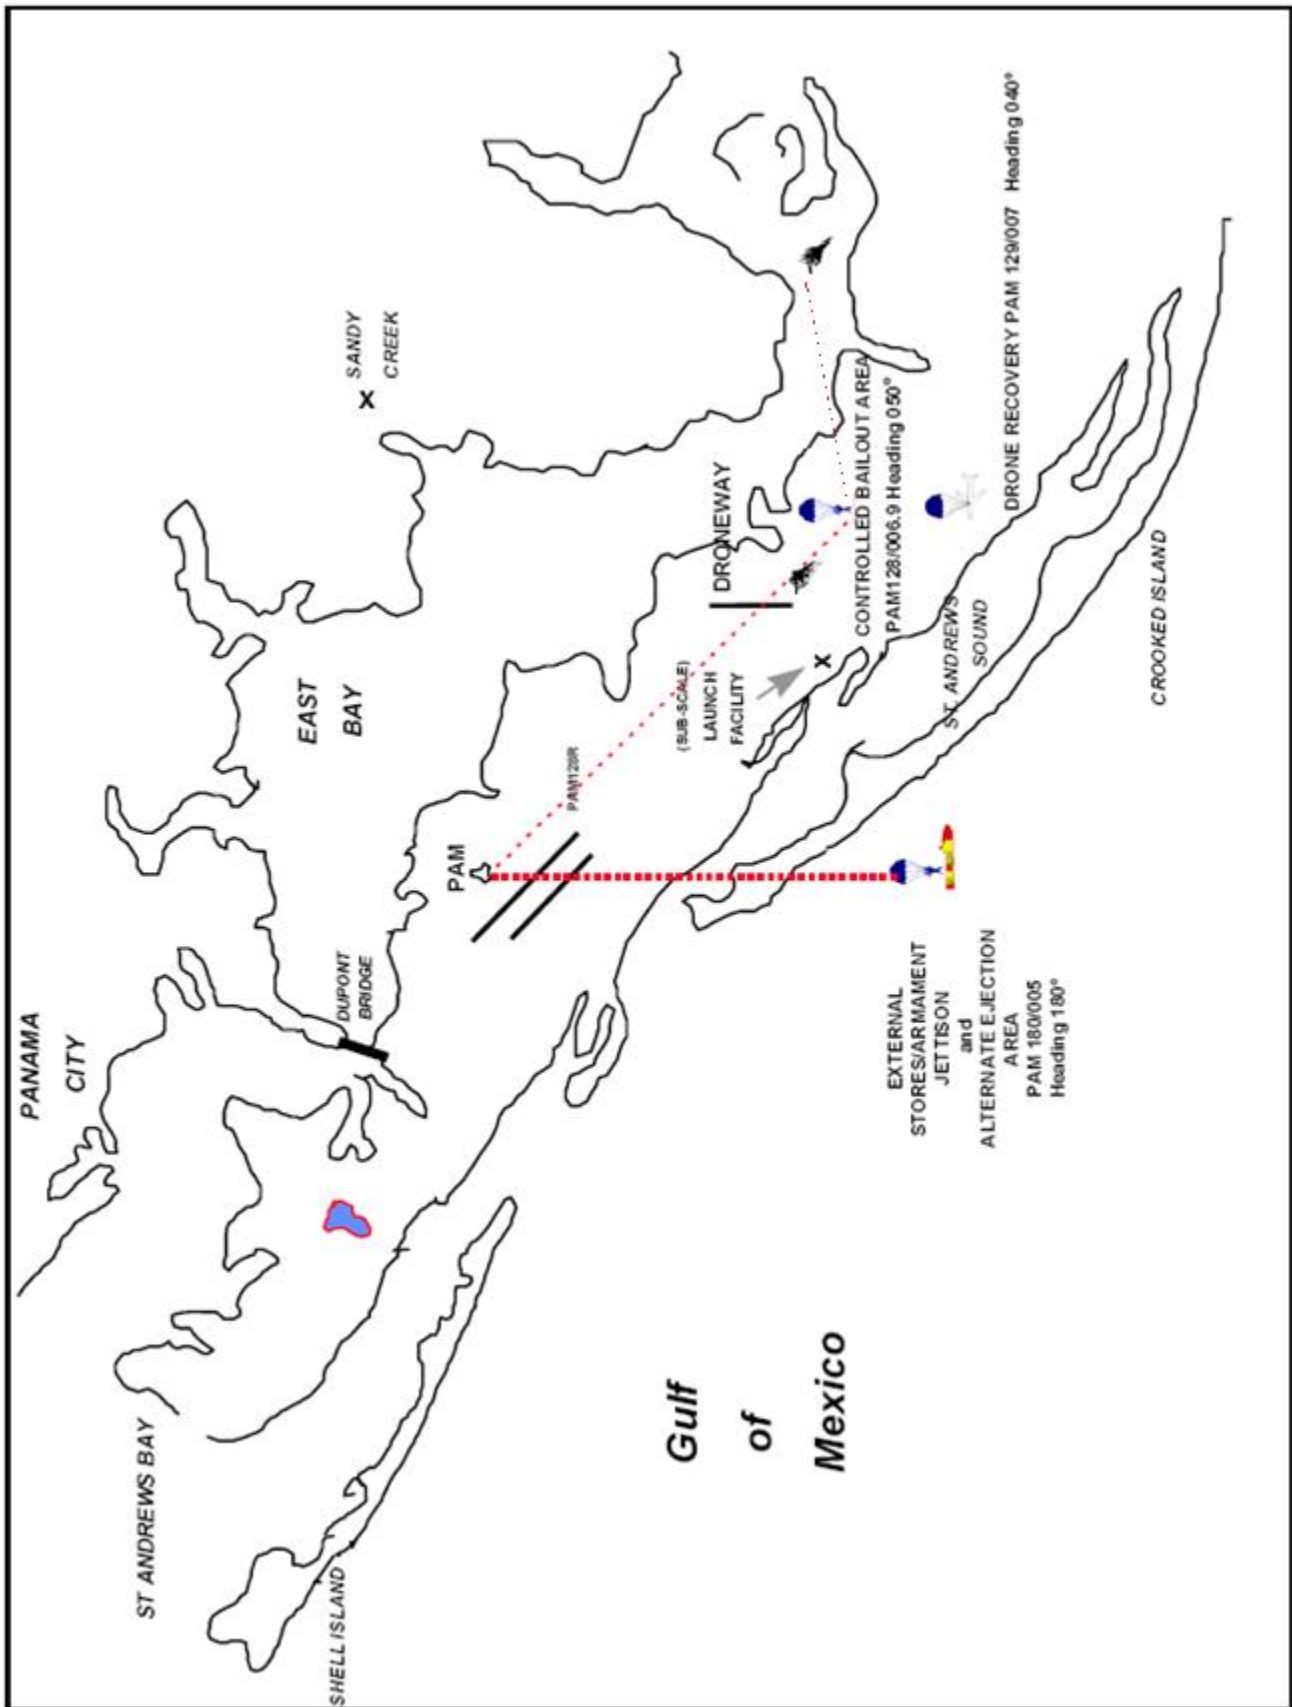 PANAMA
CITY
ST ANDREWS BAY
SHELL ISLAND
DUPONT
BRIDGE
EAST
BAY
SANDY
CREEK
X
PAM
PAM128R
(SUB-SCALE)
LAUNCH
FACILITY
X
DRONEWAY
CONTROLLED BAILOUT AREA
PAM128/006.9 Heading 050°
DRONE RECOVERY PAM 129/007 Heading 040°
ST. ANDREWS
SOUND
CROOKED ISLAND
EXTERNAL
STORES/ARMAMENT
JETTISON
and
ALTERNATE EJECTION
AREA
PAM 180/005
Heading 180°
Gulf
of
Mexico